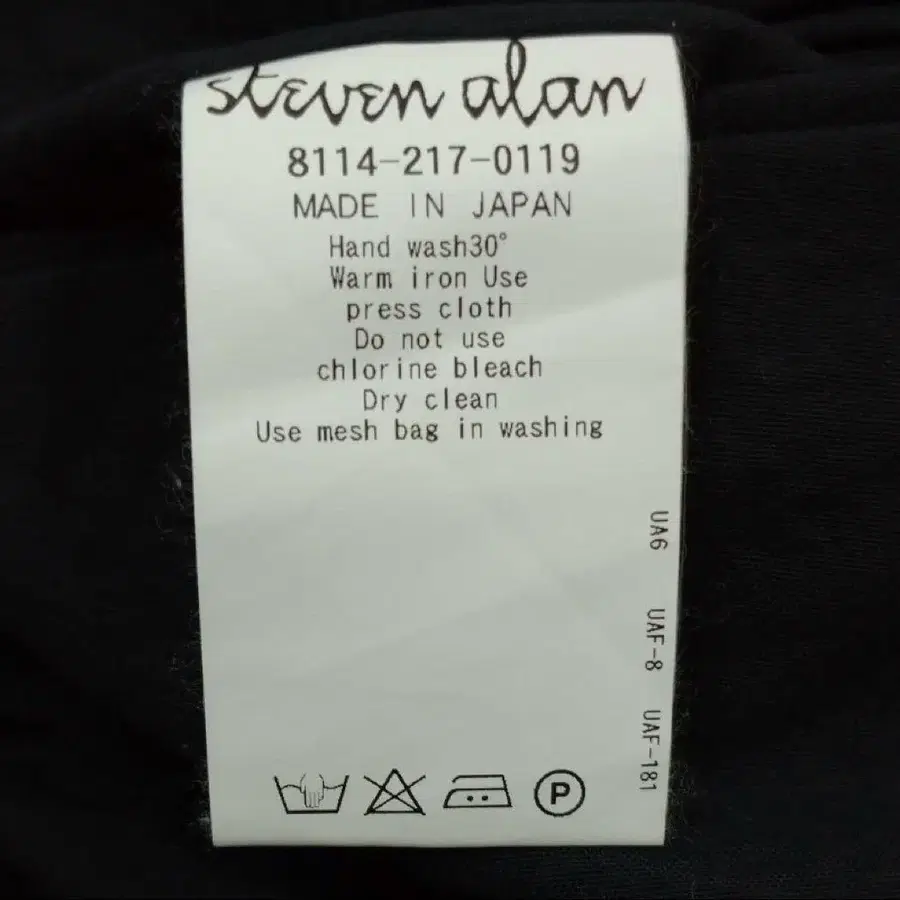 steven alan
8114-217-0119
MADE IN JAPAN
Hand wash30°
Warm iron Use
press cloth
Do not use
chlorine bleach
Dry clean
Use mesh bag in washing
UA6 UAF-8 UAF-181
P